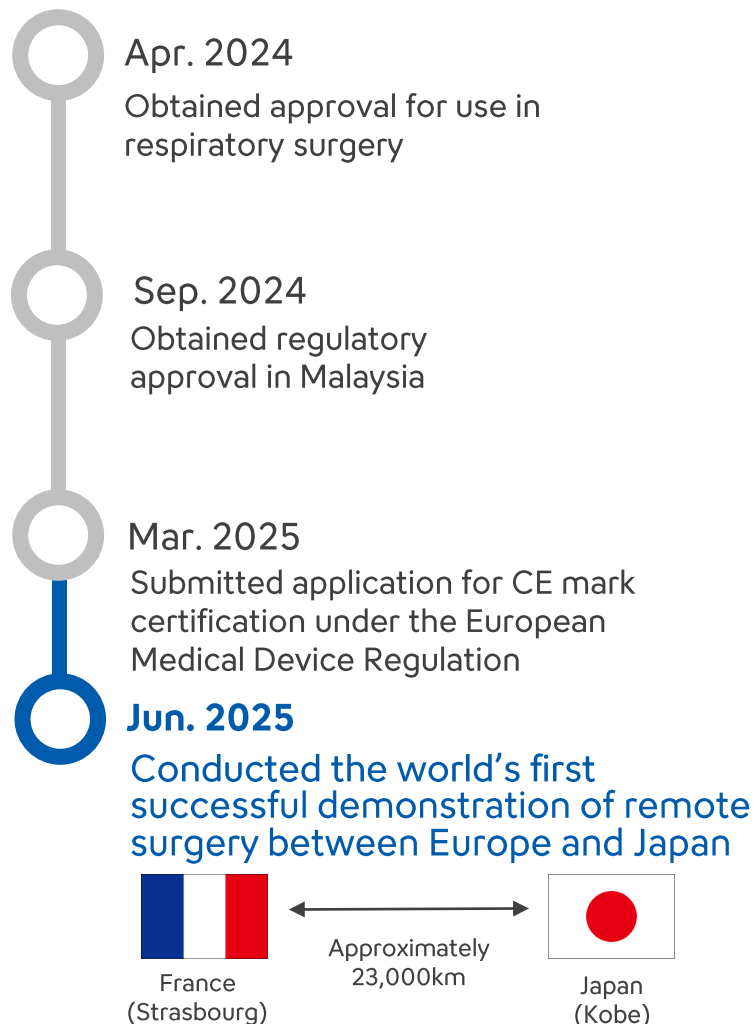 Apr. 2024
Obtained approval for use in
respiratory surgery
Sep. 2024
Obtained regulatory
approval in Malaysia
Mar. 2025
Submitted application for CE mark
certification under the European
Medical Device Regulation
Jun. 2025
Conducted the world’s first
successful demonstration of remote
surgery between Europe and Japan
Approximately
23,000km
France
(Strasbourg)
Japan
(Kobe)